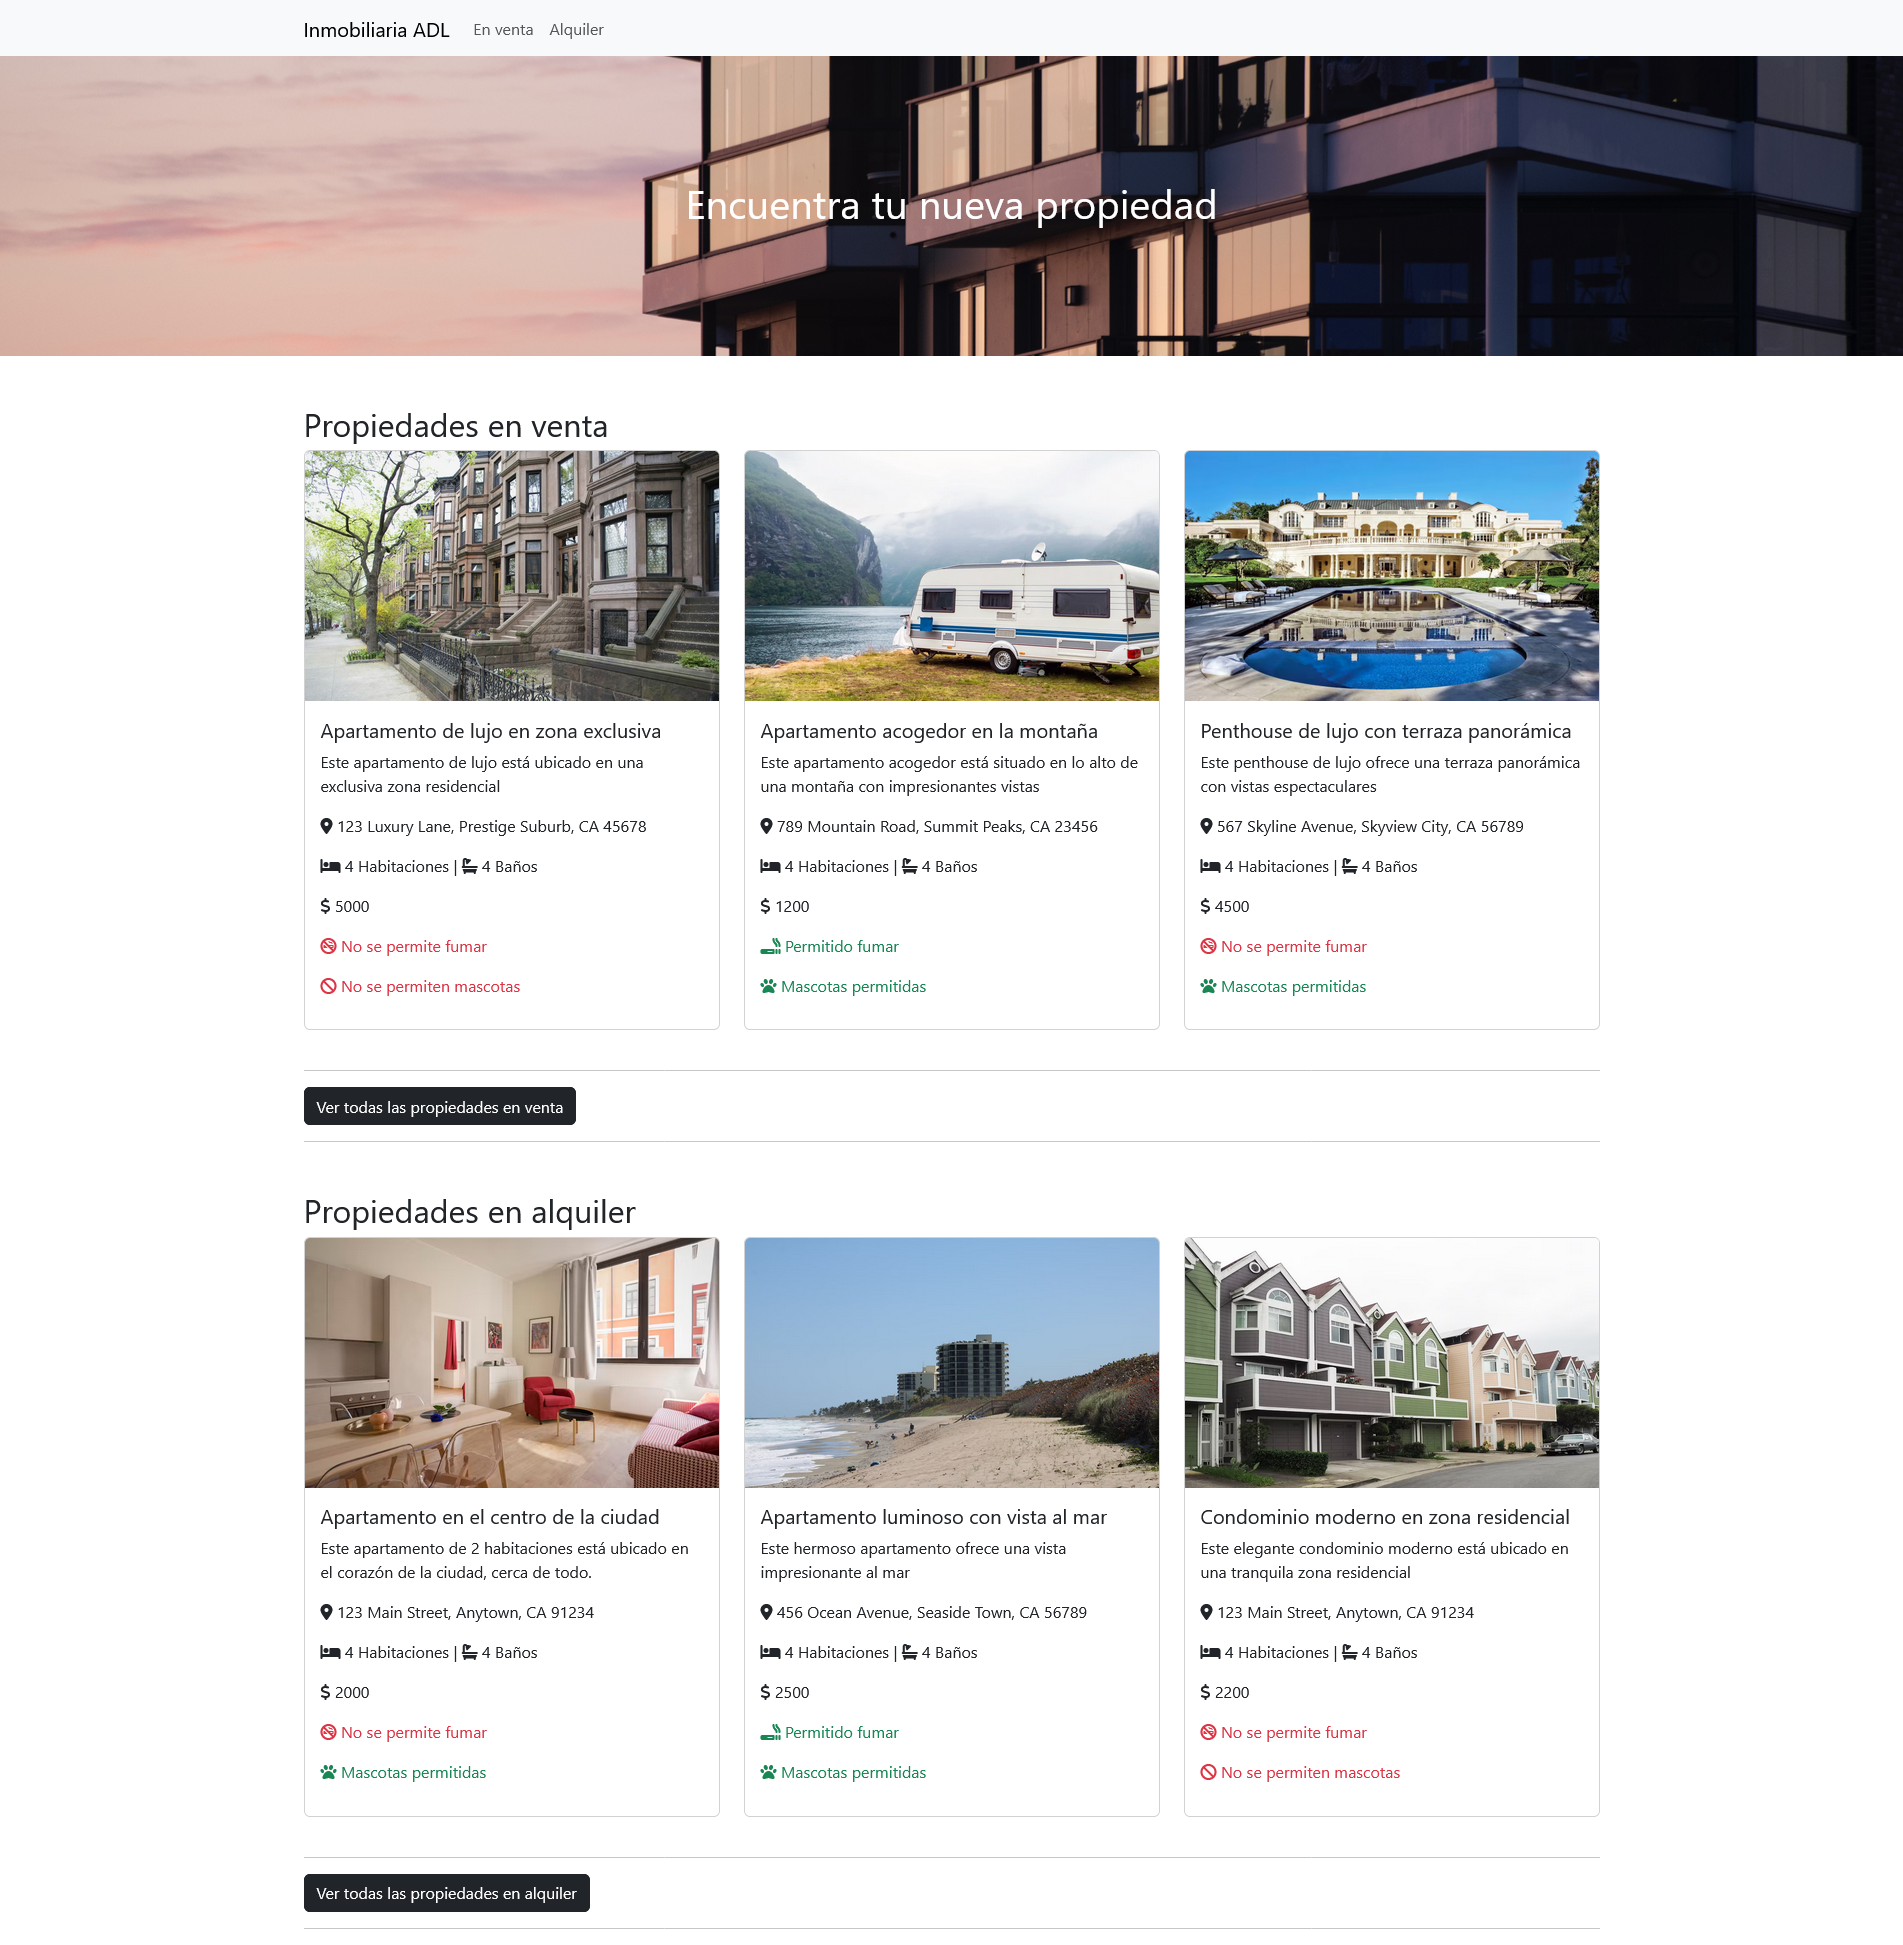 Inmobiliaria ADL En venta Alquiler
Encuentra tu nueva propiedad
Propiedades en venta
Apartamento de lujo en zona exclusiva
Este apartamento de lujo está ubicado en una
exclusiva zona residencial
123 Luxury Lane, Prestige Suburb, CA 45678
4 Habitaciones | 4 Baños
$ 5000
No se permite fumar
No se permiten mascotas
Apartamento acogedor en la montaña
Este apartamento acogedor está situado en lo alto de
una montaña con impresionantes vistas
789 Mountain Road, Summit Peaks, CA 23456
4 Habitaciones | 4 Baños
$ 1200
Permitido fumar
Mascotas permitidas
Penthouse de lujo con terraza panorámica
Este penthouse de lujo ofrece una terraza panorámica
con vistas espectaculares
567 Skyline Avenue, Skyview City, CA 56789
4 Habitaciones | 4 Baños
$ 4500
No se permite fumar
Mascotas permitidas
Ver todas las propiedades en venta
Propiedades en alquiler
Apartamento en el centro de la ciudad
Este apartamento de 2 habitaciones está ubicado en
el corazón de la ciudad, cerca de todo.
123 Main Street, Anytown, CA 91234
4 Habitaciones | 4 Baños
$ 2000
No se permite fumar
Mascotas permitidas
Apartamento luminoso con vista al mar
Este hermoso apartamento ofrece una vista
impresionante al mar
456 Ocean Avenue, Seaside Town, CA 56789
4 Habitaciones | 4 Baños
$ 2500
Permitido fumar
Mascotas permitidas
Condominio moderno en zona residencial
Este elegante condominio moderno está ubicado en
una tranquila zona residencial
123 Main Street, Anytown, CA 91234
4 Habitaciones | 4 Baños
$ 2200
No se permite fumar
No se permiten mascotas
Ver todas las propiedades en alquiler